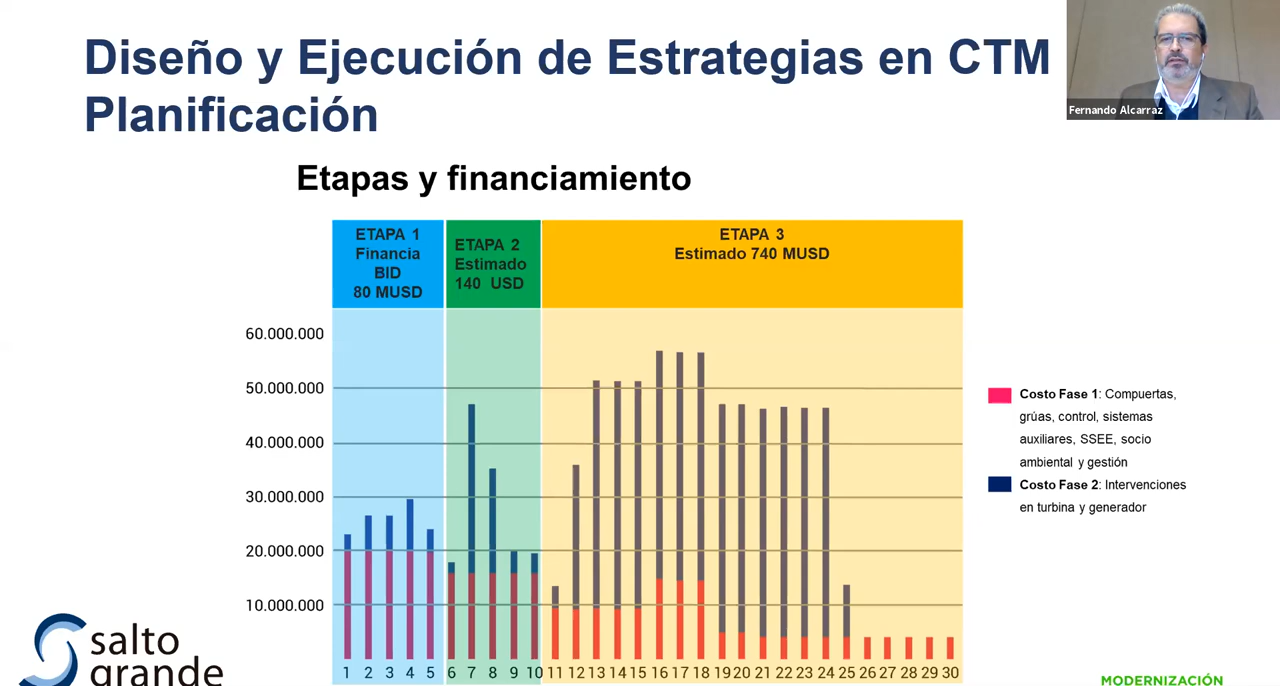 Diseño y Ejecución de Estrategias en CTM
Planificación
Fernando Alcarraz
Etapas y financiamiento
ETAPA 1
Financia
BID
80 MUSD
ETAPA 2
Estimado
140 USD
ETAPA 3
Estimado 740 MUSD
60.000.000
50.000.000
40.000.000
30.000.000
20.000.000
10.000.000
1 2 3 4 5 6 7 8 9 10 11 12 13 14 15 16 17 18 19 20 21 22 23 24 25 26 27 28 29 30
Costo Fase 1: Compuertas,
grúas, control, sistemas
auxiliares, SSEE, socio
ambiental y gestión
Costo Fase 2: Intervenciones
en turbina y generador
salto
grande
MODERNIZACIÓN